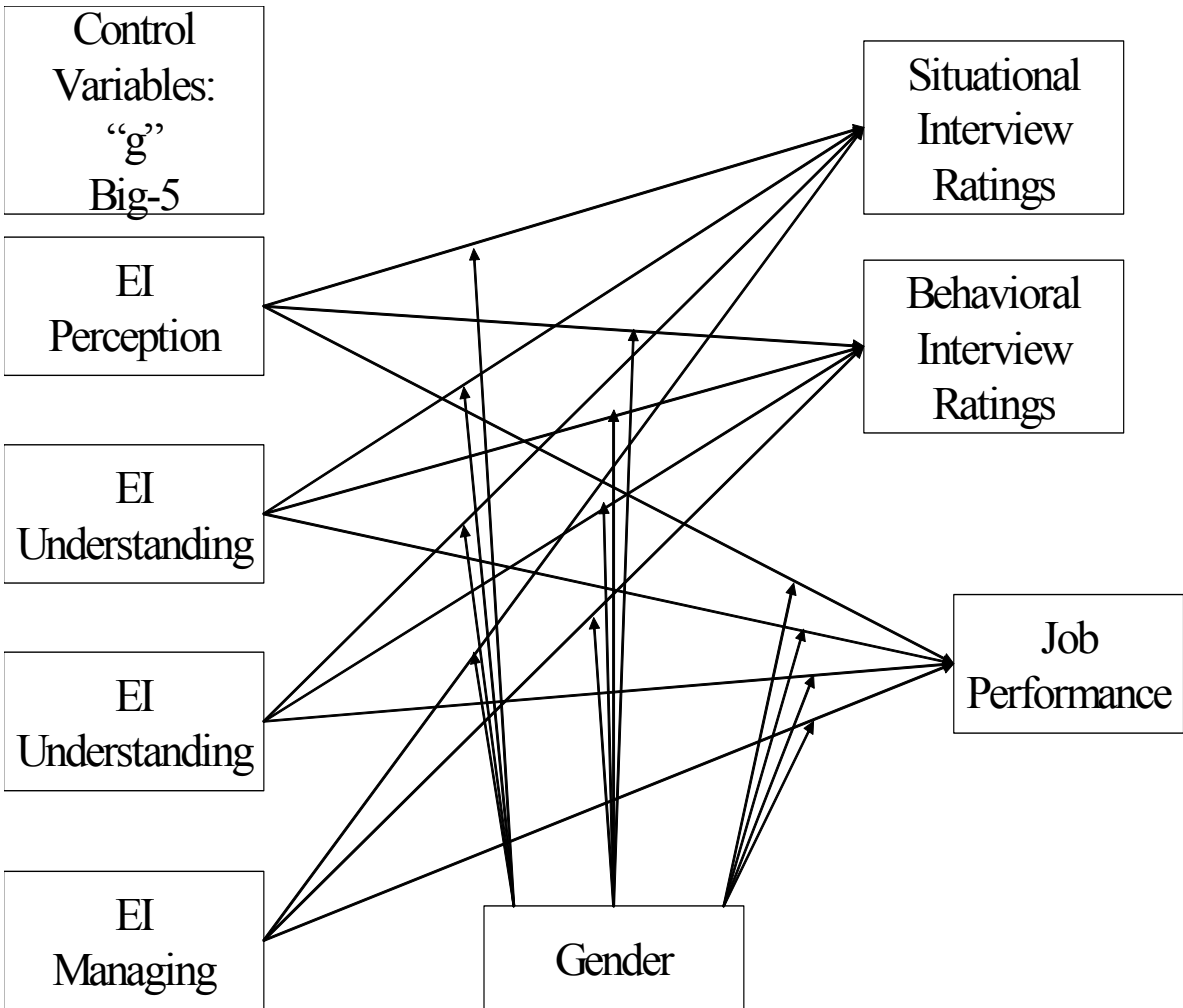 Control
Variables:
“g”
Big-5
EI
Perception
EI
Understanding
EI
Understanding
EI
Managing
Situational
Interview
Ratings
Behavioral
Interview
Ratings
Job
Performance
Gender